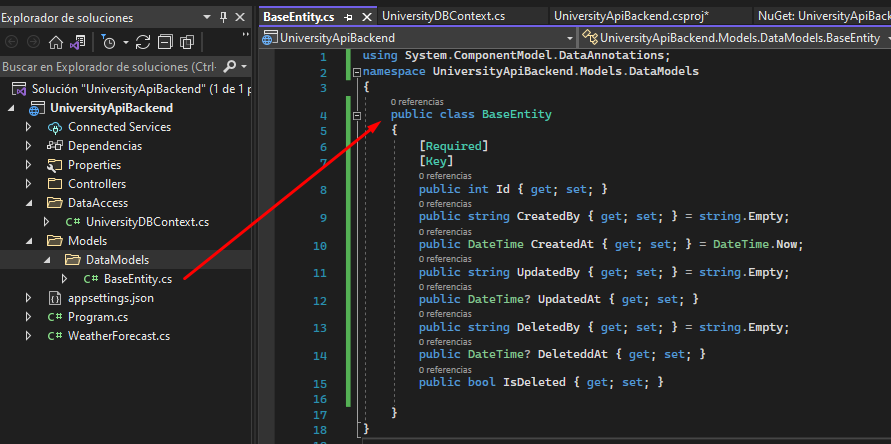 Explorador de soluciones
Buscar en Explorador de soluciones (Ctrl+
Solución "UniversityApiBackend" (1 de 1 p
UniversityApiBackend
Connected Services
Dependencias
Properties
Controllers
DataAccess
C# UniversityDBContext.cs
Models
DataModels
C# BaseEntity.cs
appsettings.json
C# Program.cs
C# WeatherForecast.cs
BaseEntity.cs
UniversityDBContext.cs
UniversityApiBackend.csproj*
NuGet: UniversityApiBacken
UniversityApiBackend
UniversityApiBackend.Models.DataModels.BaseEntity
1 using System.ComponentModel.DataAnnotations;
2 namespace UniversityApiBackend.Models.DataModels
3 {
0 referencias
4 public class BaseEntity
5 {
6 [Required]
7 [Key]
0 referencias
8 public int Id { get; set; }
0 referencias
9 public string CreatedBy { get; set; } = string.Empty;
0 referencias
10 public DateTime CreatedAt { get; set; } = DateTime.Now;
0 referencias
11 public string UpdatedBy { get; set; } = string.Empty;
0 referencias
12 public DateTime? UpdatedAt { get; set; }
0 referencias
13 public string DeletedBy { get; set; } = string.Empty;
0 referencias
14 public DateTime? DeleteddAt { get; set; }
0 referencias
15 public bool IsDeleted { get; set; }
16
17 }
18 }